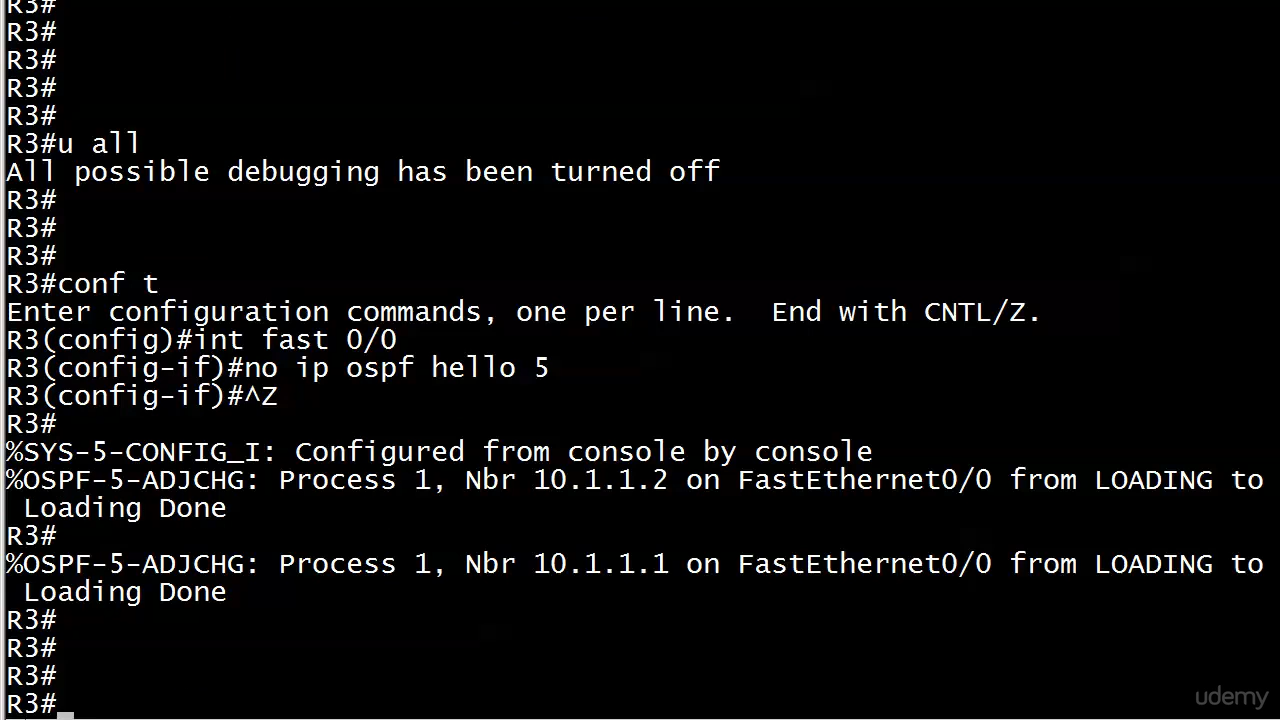 R3#
R3#
R3#
R3#
R3#
R3#u all
All possible debugging has been turned off
R3#
R3#
R3#
R3#conf t
Enter configuration commands, one per line.  End with CNTL/Z.
R3(config)#int fast 0/0
R3(config-if)#no ip ospf hello 5
R3(config-if)#^Z
R3#
%SYS-5-CONFIG_I: Configured from console by console
%OSPF-5-ADJCHG: Process 1, Nbr 10.1.1.2 on FastEthernet0/0 from LOADING to
 Loading Done
R3#
%OSPF-5-ADJCHG: Process 1, Nbr 10.1.1.1 on FastEthernet0/0 from LOADING to
 Loading Done
R3#
R3#
R3#
R3#
udemy